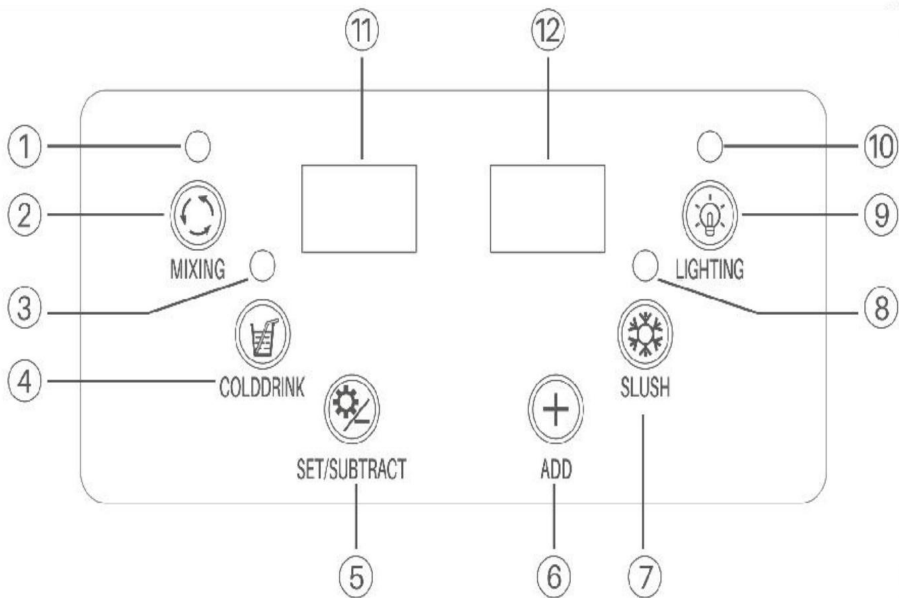 ⑪ ⑫
① ⑩
② ⑨
MIXING LIGHTING
③ ⑧
④ COLDDRINK SLUSH
SET/SUBTRACT ADD
⑤ ⑥ ⑦